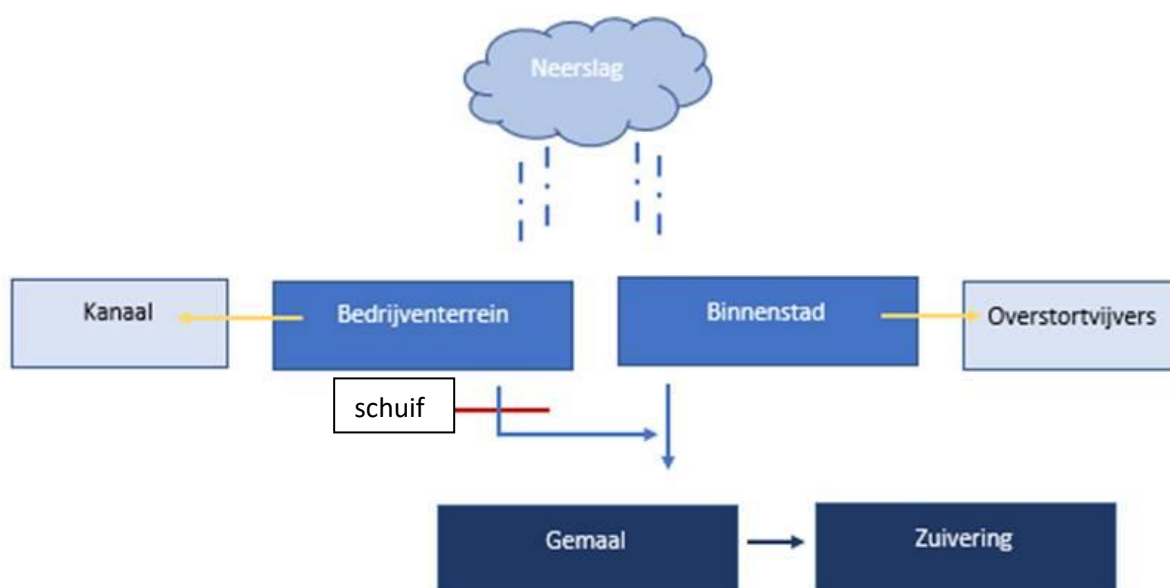 Neerslag
Kanaal
Bedrijventerrein
Binnenstad
Overstortvijvers
schuif
Gemaal
Zuivering